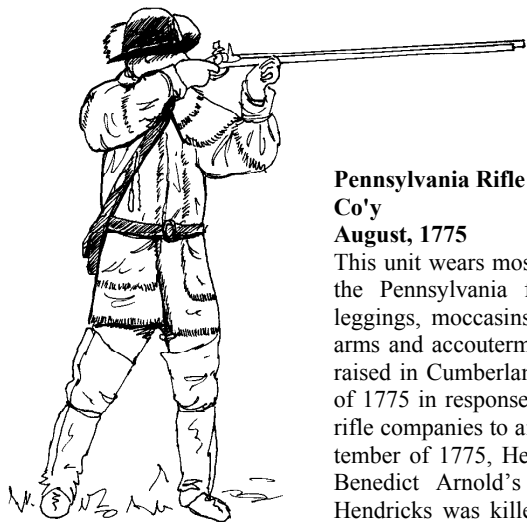 Pennsylvania Rifle
Co'y
August, 1775
This unit wears mos
the Pennsylvania f
leggings, moccasins
arms and accouterm
raised in Cumberlan
of 1775 in response
rifle companies to a
tember of 1775, He
Benedict Arnold's
Hendricks was kille